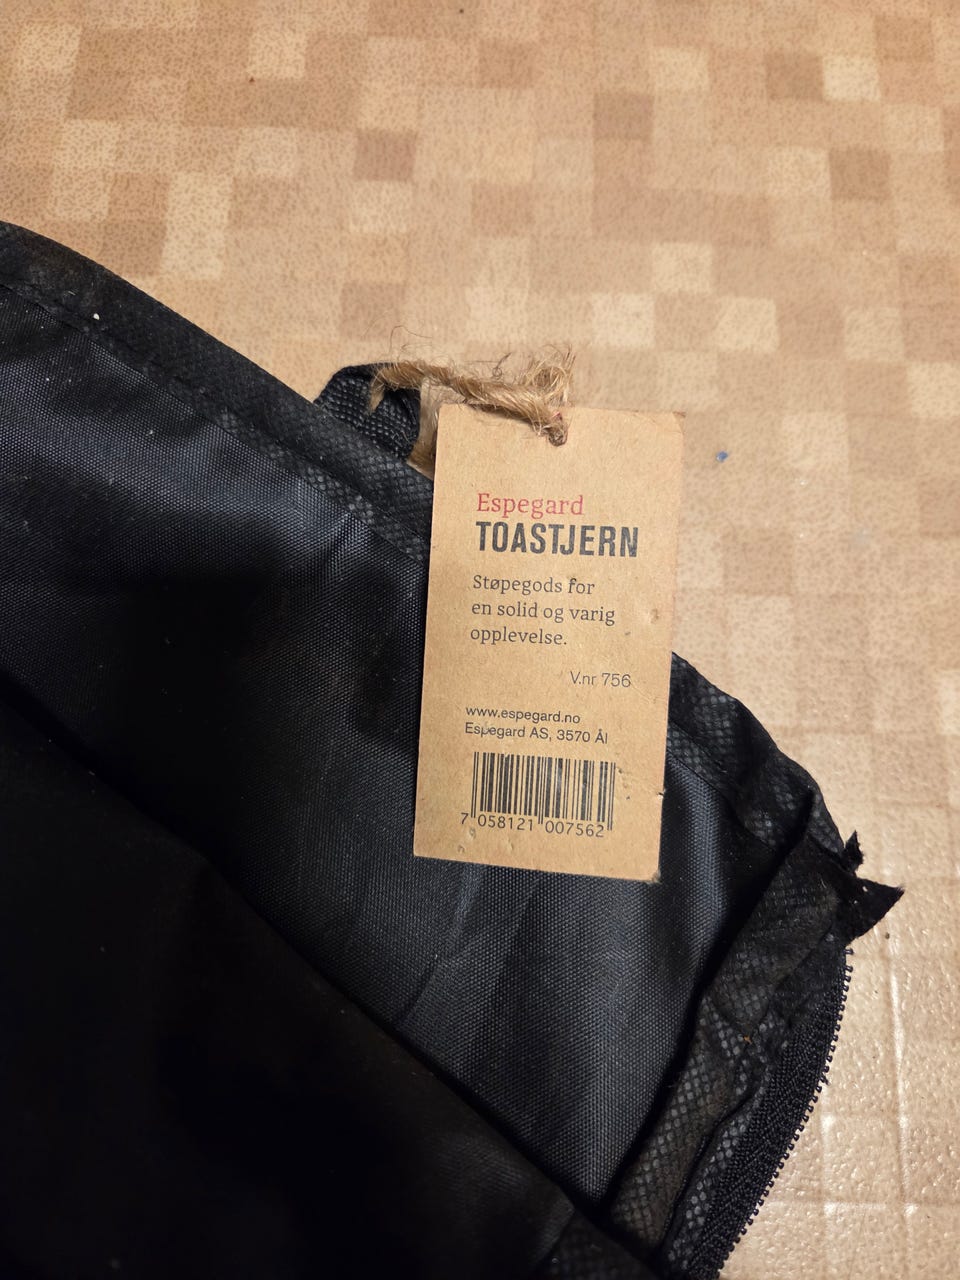 Espegard
TOASTJERN
Støpegods for
en solid og varig
opplevelse.
V.nr 756
www.espegard.no
Espegard AS, 3570 Ål
7 058121 007562